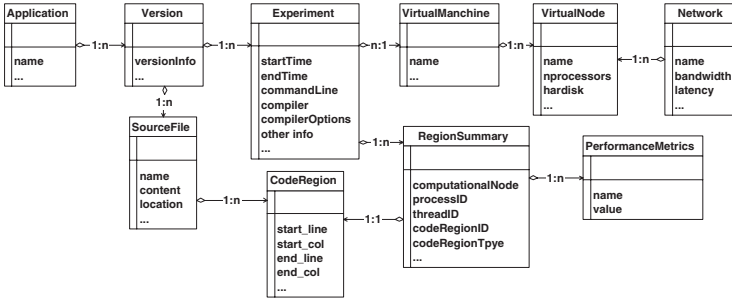 Application
name
...
1:n
Version
versionInfo
...
1:n
1:n
Experiment
startTime
endTime
commandLine
compiler
compilerOptions
other info
...
n:1
1:n
VirtualManchine
name
...
1:n
VirtualNode
name
nprocessors
hardisk
...
1:n
Network
name
bandwidth
latency
...
SourceFile
name
content
location
...
1:n
CodeRegion
start_line
start_col
end_line
end_col
...
1:1
RegionSummary
computationalNode
processID
threadID
codeRegionID
codeRegionTpye
...
1:n
PerformanceMetrics
name
value